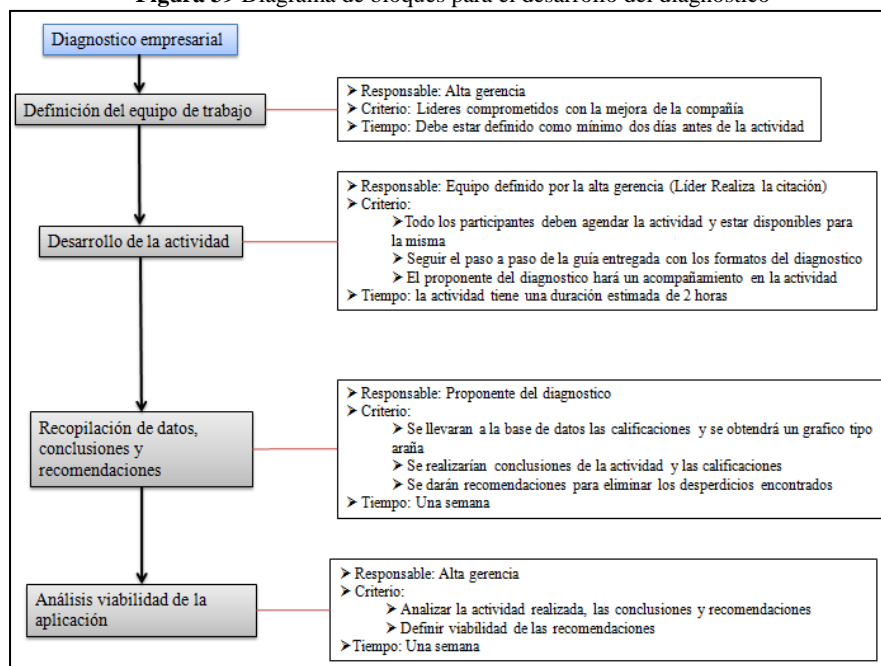 Figura 39 Diagrama de bloques para el desarrollo del diagnostico
Diagnostico empresarial
Definición del equipo de trabajo
➤ Responsable: Alta gerencia
➤ Criterio: Lideres comprometidos con la mejora de la compañía
➤ Tiempo: Debe estar definido como mínimo dos días antes de la actividad
Desarrollo de la actividad
➤ Responsable: Equipo definido por la alta gerencia (Líder Realiza la citación)
➤ Criterio:
➤Todo los participantes deben agendar la actividad y estar disponibles para
la misma
➤ Seguir el paso a paso de la guía entregada con los formatos del diagnostico
➤ El proponente del diagnostico hará un acompañamiento en la actividad
➤ Tiempo: la actividad tiene una duración estimada de 2 horas
Recopilación de datos,
conclusiones y
recomendaciones
➤ Responsable: Proponente del diagnostico
➤ Criterio:
➤ Se llevaran a la base de datos las calificaciones y se obtendrá un grafico tipo
araña
➤ Se realizarían conclusiones de la actividad y las calificaciones
➤ Se darán recomendaciones para eliminar los desperdicios encontrados
➤ Tiempo: Una semana
Análisis viabilidad de la
aplicación
➤ Responsable: Alta gerencia
➤ Criterio:
➤ Analizar la actividad realizada, las conclusiones y recomendaciones
➤ Definir viabilidad de las recomendaciones
➤Tiempo: Una semana